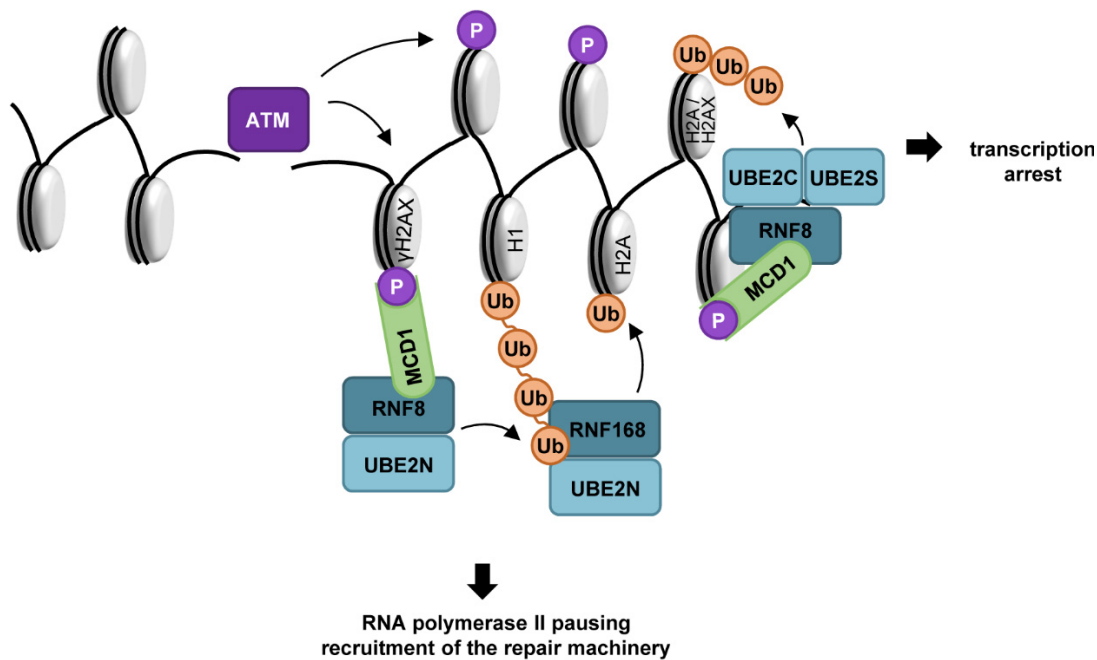 P
P
Ub
Ub
Ub
ATM
H2A/
H2AX
transcription
arrest
UBE2C
UBE2S
γH2AX
H1
H2A
RNF8
MCD1
P
P
MCD1
Ub
Ub
Ub
Ub
Ub
RNF8
RNF168
UBE2N
UBE2N
RNA polymerase II pausing
recruitment of the repair machinery